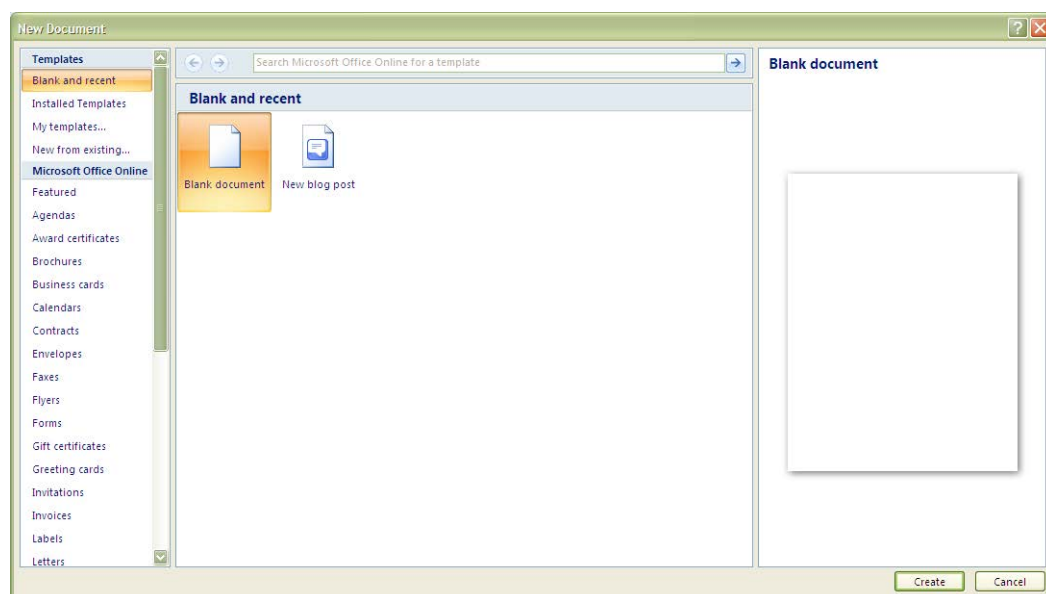 New Document
Templates
Blank and recent
Installed Templates
My templates...
New from existing...
Microsoft Office Online
Featured
Agendas
Award certificates
Brochures
Business cards
Calendars
Contracts
Envelopes
Faxes
Flyers
Forms
Gift certificates
Greeting cards
Invitations
Invoices
Labels
Letters
Search Microsoft Office Online for a template
Blank and recent
Blank document
New blog post
Blank document
Create
Cancel